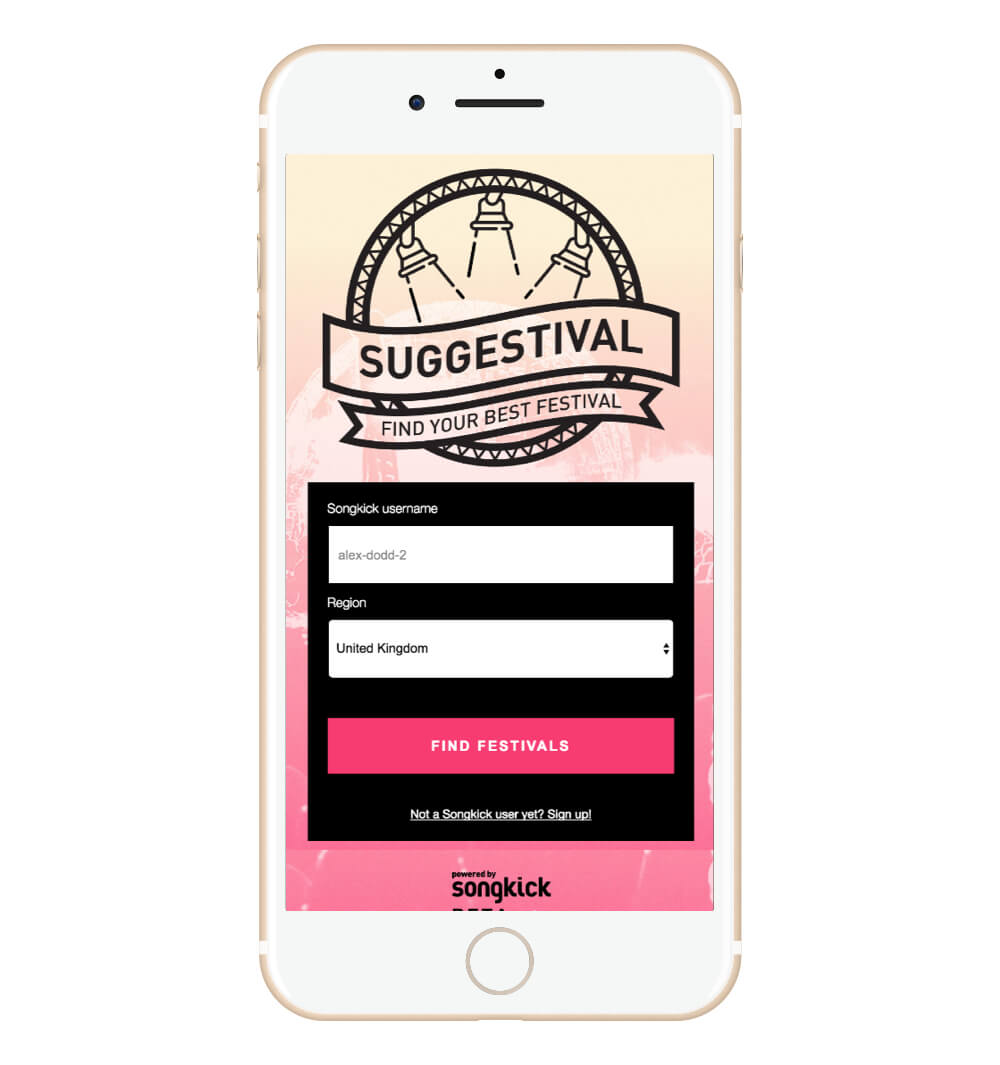 SUGGESTIVAL
FIND YOUR BEST FESTIVAL
Songkick username
alex-dodd-2
Region
United Kingdom
FIND FESTIVALS
Not a Songkick user yet? Sign up!
powered by
songkick